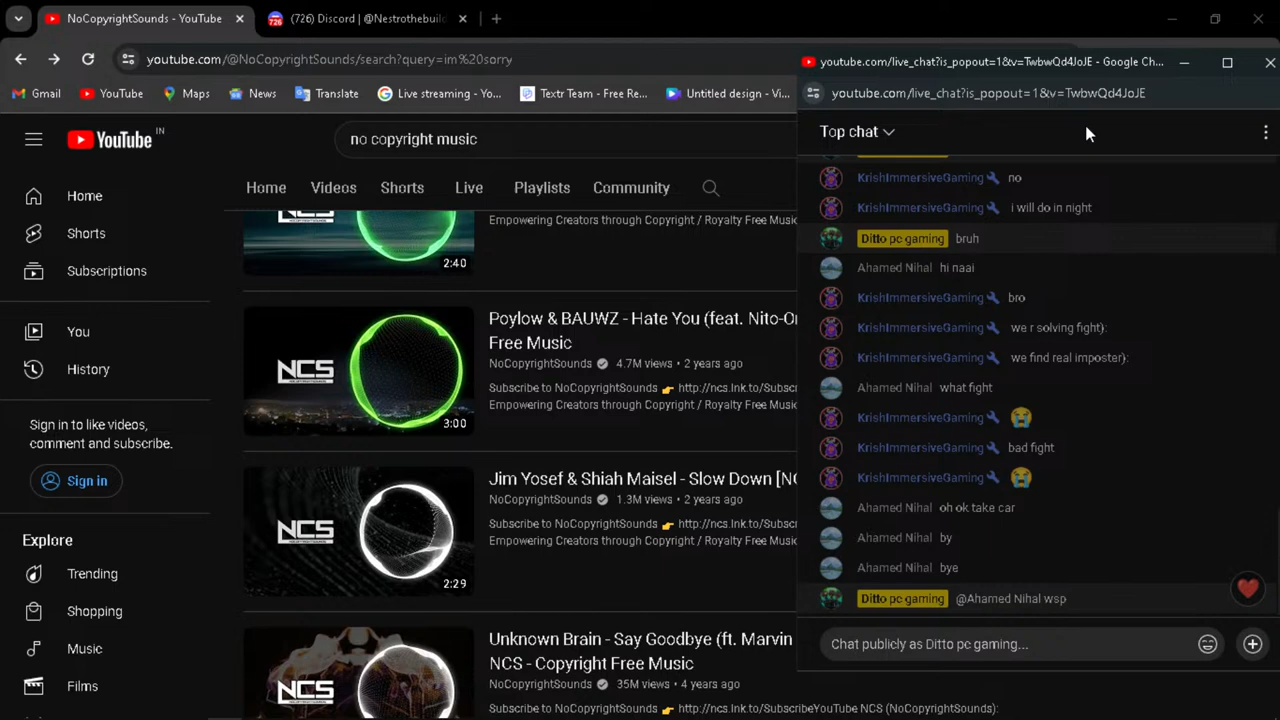 NoCopyrightSounds - YouTube
(726) Discord | @Nestrothebuil
youtube.com/@NoCopyrightSounds/search?query=im%20sorry
Gmail
YouTube
Maps
News
Translate
Live streaming - Yo...
Textr Team - Free Re...
Untitled design - Vi...
YouTube IN
no copyright music
Home
Videos
Shorts
Live
Playlists
Community
Home
Shorts
Subscriptions
You
History
Sign in to like videos,
comment and subscribe.
Sign in
Explore
Trending
Shopping
Music
Films
Empowering Creators through Copyright / Royalty Free Musi
2:40
NCS
3:00
Poylow & BAUWZ - Hate You (feat. Nito-O
Free Music
NoCopyrightSounds 4.7M views • 2 years ago
Subscribe to NoCopyrightSounds 👉 http://ncs.lnk.to/Subsc
Empowering Creators through Copyright / Royalty Free Musi
NCS
2:29
Jim Yosef & Shiah Maisel - Slow Down [N
NoCopyrightSounds 1.3M views • 2 years ago
Subscribe to NoCopyrightSounds 👉 http://ncs.lnk.to/Subsc
Empowering Creators through Copyright / Royalty Free Musi
NCS
Unknown Brain - Say Goodbye (ft. Marvin
NCS - Copyright Free Music
NoCopyrightSounds 35M views • 4 years ago
👉 http://ncs.lnk.to/SubscribeYouTube NCS (NoCopyrightSounds):
youtube.com/live_chat?is_popout=1&v=TwbwQd4JoJE - Google Ch...
youtube.com/live_chat?is_popout=1&v=TwbwQd4JoJE
Top chat
KrishImmersiveGaming no
KrishImmersiveGaming i will do in night
Ditto pc gaming bruh
Ahamed Nihal hi naai
KrishImmersiveGaming bro
KrishImmersiveGaming we r solving fight):
KrishImmersiveGaming we find real imposter):
Ahamed Nihal what fight
KrishImmersiveGaming 😭
KrishImmersiveGaming bad fight
KrishImmersiveGaming 😭
Ahamed Nihal oh ok take car
Ahamed Nihal by
Ahamed Nihal bye
Ditto pc gaming @Ahamed Nihal wsp
Chat publicly as Ditto pc gaming...